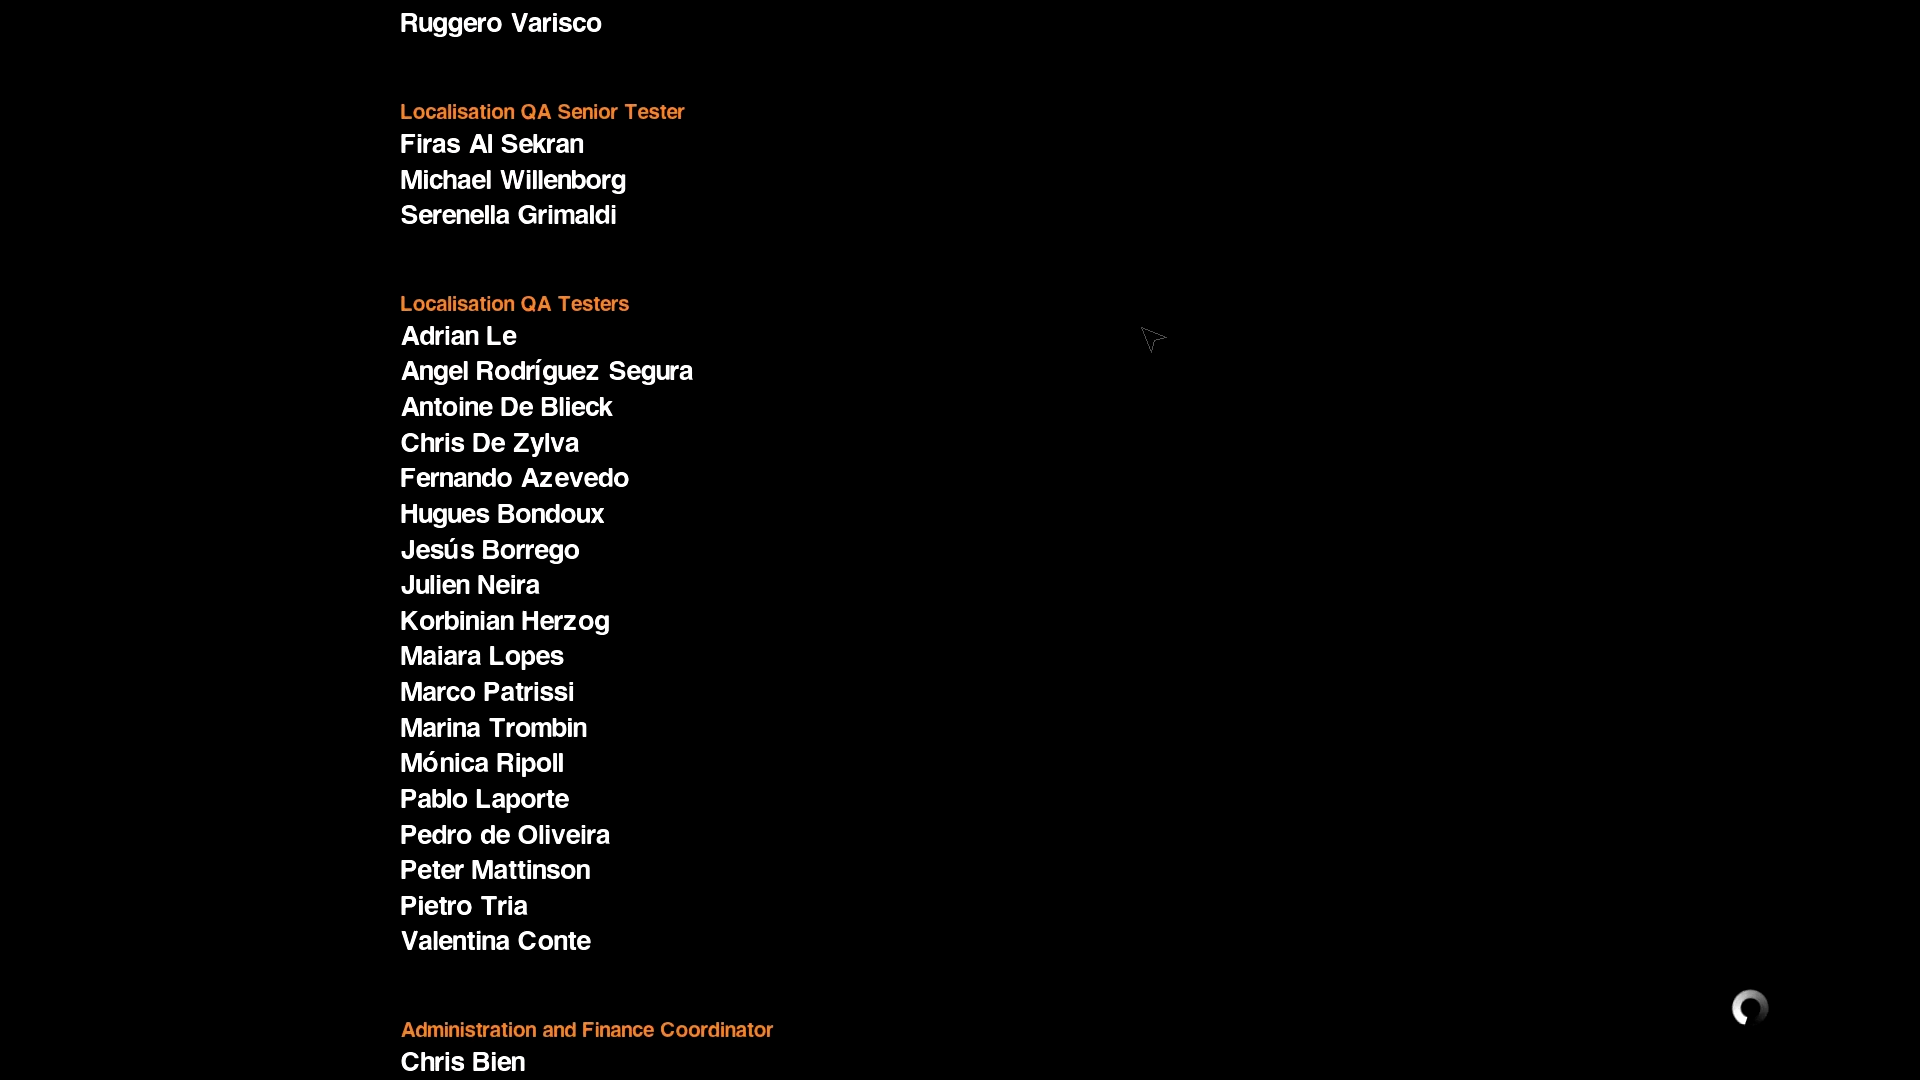 Ruggero Varisco
Localisation QA Senior Tester
Firas Al Sekran
Michael Willenborg
Serenella Grimaldi
Localisation QA Testers
Adrian Le
Angel Rodríguez Segura
Antoine De Blieck
Chris De Zylva
Fernando Azevedo
Hugues Bondoux
Jesús Borrego
Julien Neira
Korbinian Herzog
Maiara Lopes
Marco Patrissi
Marina Trombin
Mónica Ripoll
Pablo Laporte
Pedro de Oliveira
Peter Mattinson
Pietro Tria
Valentina Conte
Administration and Finance Coordinator
Chris Bien